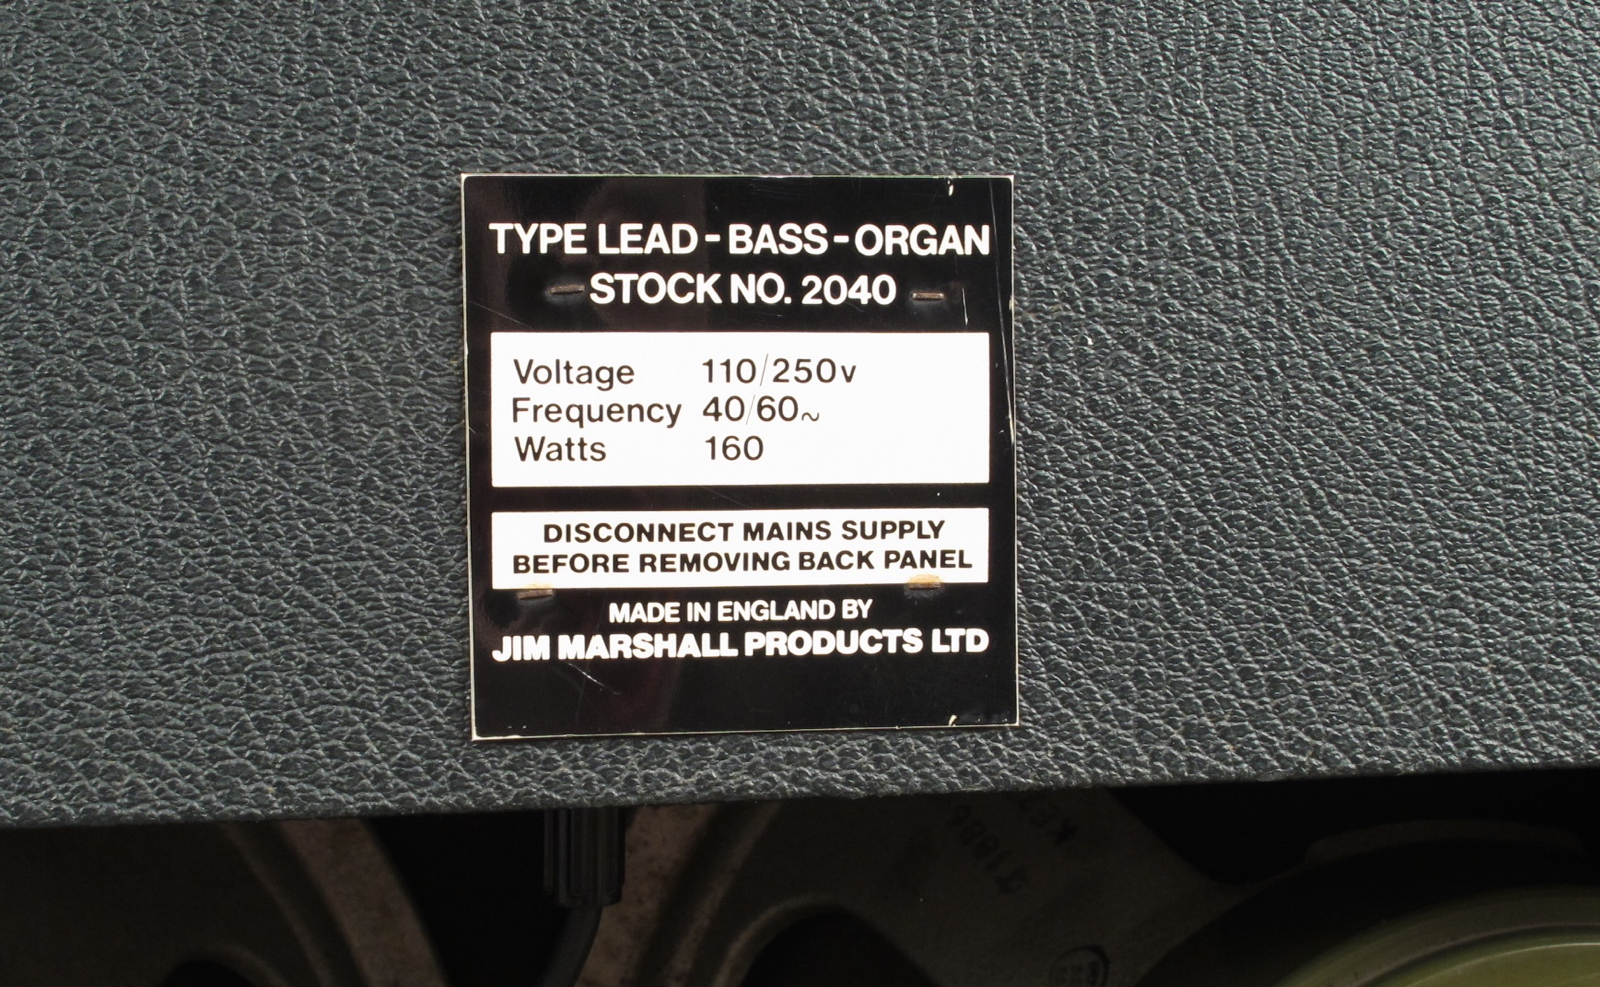 TYPE LEAD-BASS-ORGAN
STOCK NO. 2040
Voltage 110/250v
Frequency 40/60~
Watts 160
DISCONNECT MAINS SUPPLY
BEFORE REMOVING BACK PANEL
MADE IN ENGLAND BY
JIM MARSHALL PRODUCTS LTD